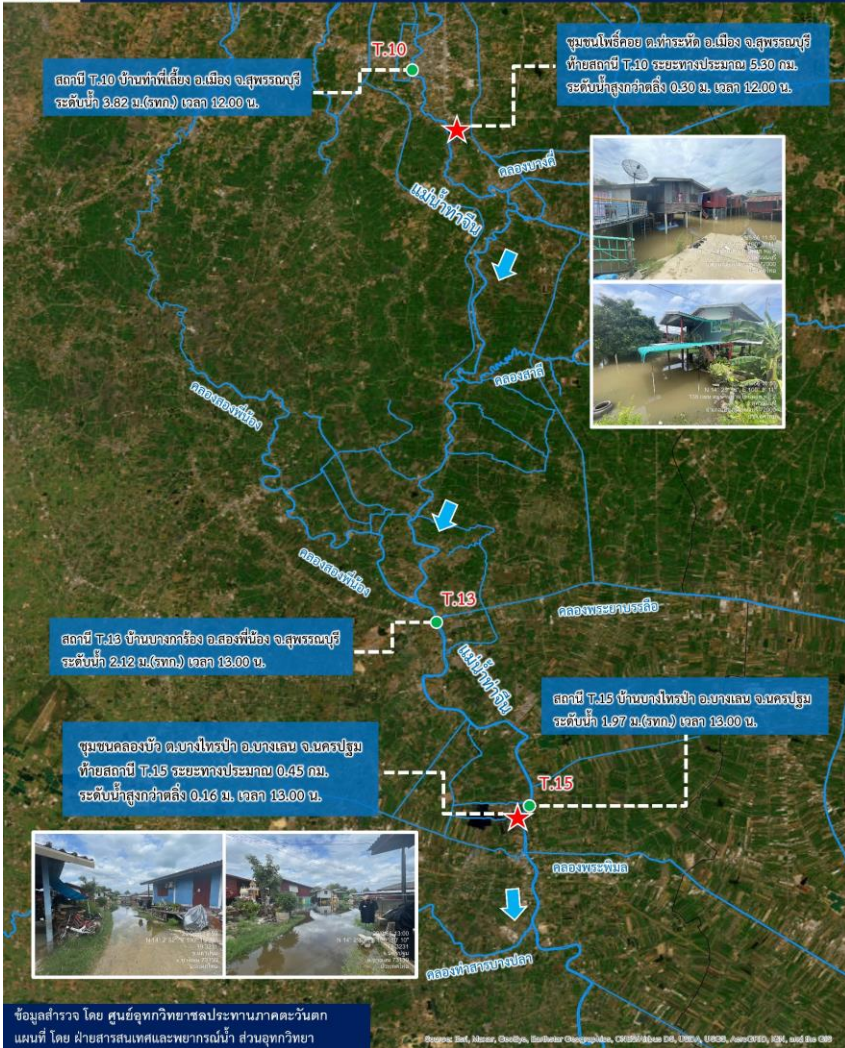 T.10
สถานี T.10 บ้านท่าพี่เลี้ยง อ.เมือง จ.สุพรรณบุรี
ระดับน้ำ 3.82 ม.(รทก.) เวลา 12.00 น.
ชุมชนโพธิ์คอย ต.ท่าระหัด อ.เมือง จ.สุพรรณบุรี
ท้ายสถานี T.10 ระยะทางประมาณ 5.30 กม.
ระดับน้ำสูงกว่าตลิ่ง 0.30 ม. เวลา 12.00 น.
คลองบางคี่
แม่น้ำท่าจีน
คลองสาลี
คลองสองพี่น้อง
คลองสองพี่น้อง
T.13
คลองพระยาบรรลือ
สถานี T.13 บ้านบางการ้อง อ.สองพี่น้อง จ.สุพรรณบุรี
ระดับน้ำ 2.12 ม.(รทก.) เวลา 13.00 น.
แม่น้ำท่าจีน
สถานี T.15 บ้านบางไทรป่า อ.บางเลน จ.นครปฐม
ระดับน้ำ 1.97 ม.(รทก.) เวลา 13.00 น.
ชุมชนคลองบัว ต.บางไทรป่า อ.บางเลน จ.นครปฐม
ท้ายสถานี T.15 ระยะทางประมาณ 0.45 กม.
ระดับน้ำสูงกว่าตลิ่ง 0.16 ม. เวลา 13.00 น.
T.15
คลองพระพิมล
คลองท่าสารบางปลา
ข้อมูลสำรวจ โดย ศูนย์อุทกวิทยาชลประทานภาคตะวันตก
แผนที่ โดย ฝ่ายสารสนเทศและพยากรณ์น้ำ ส่วนอุทกวิทยา
Source: Esri, Maxar, GeoEye, Earthstar Geographics, CNES/Airbus DS, USDA, USGS, AeroGRID, IGN, and the GIS